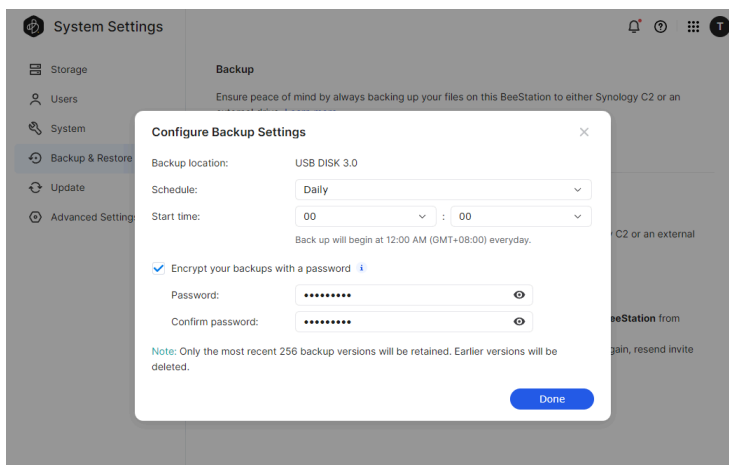 System Settings
T
Storage
Users
System
Backup & Restore
Update
Advanced Settings
Backup
Ensure peace of mind by always backing up your files on this BeeStation to either Synology C2 or an
Configure Backup Settings
Backup location: USB DISK 3.0
Schedule: Daily
Start time: 00 : 00
Back up will begin at 12:00 AM (GMT+08:00) everyday.
Encrypt your backups with a password i
Password: •••••••••
Confirm password: •••••••••
Note: Only the most recent 256 backup versions will be retained. Earlier versions will be
deleted.
Done
C2 or an external
eeStation from
gain, resend invite